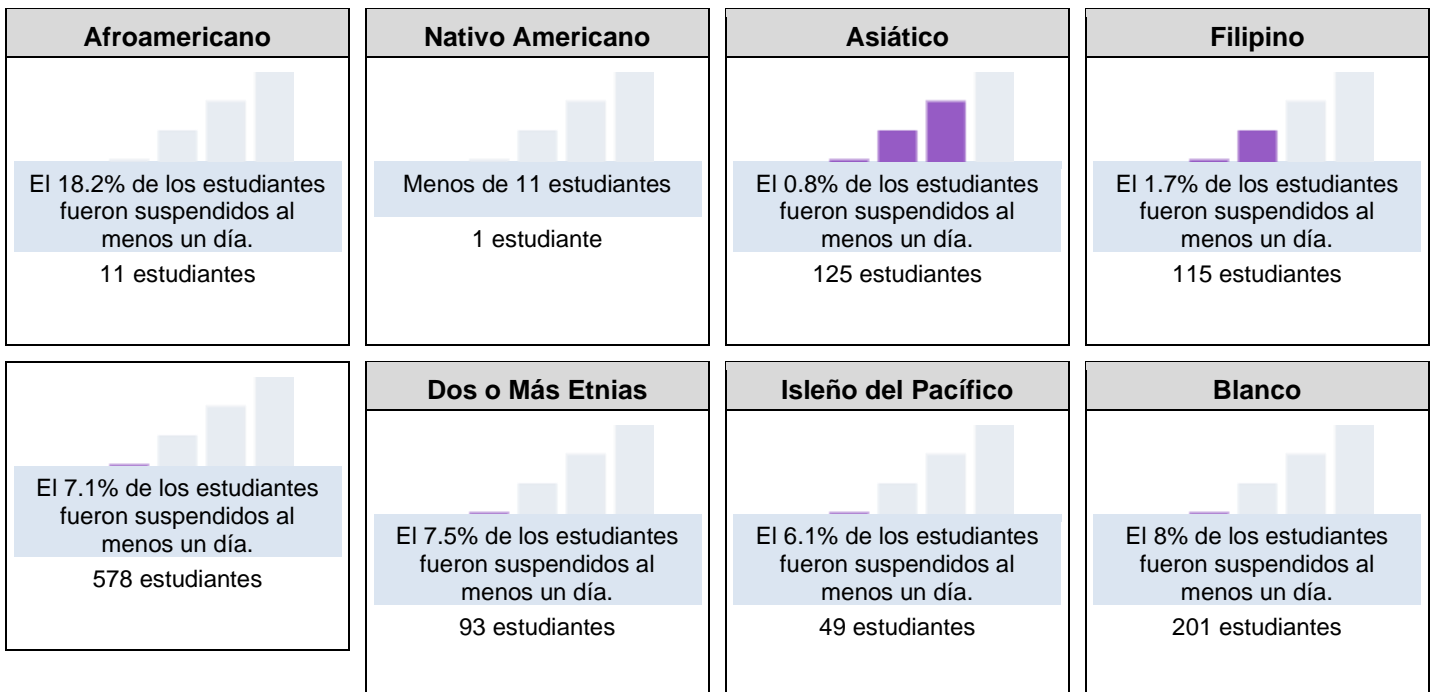 Afroamericano
El 18.2% de los estudiantes
fueron suspendidos al
menos un día.
11 estudiantes
Nativo Americano
Menos de 11 estudiantes
1 estudiante
Asiático
El 0.8% de los estudiantes
fueron suspendidos al
menos un día.
125 estudiantes
Filipino
El 1.7% de los estudiantes
fueron suspendidos al
menos un día.
115 estudiantes
El 7.1% de los estudiantes
fueron suspendidos al
menos un día.
578 estudiantes
Dos o Más Etnias
El 7.5% de los estudiantes
fueron suspendidos al
menos un día.
93 estudiantes
Isleño del Pacífico
El 6.1% de los estudiantes
fueron suspendidos al
menos un día.
49 estudiantes
Blanco
El 8% de los estudiantes
fueron suspendidos al
menos un día.
201 estudiantes